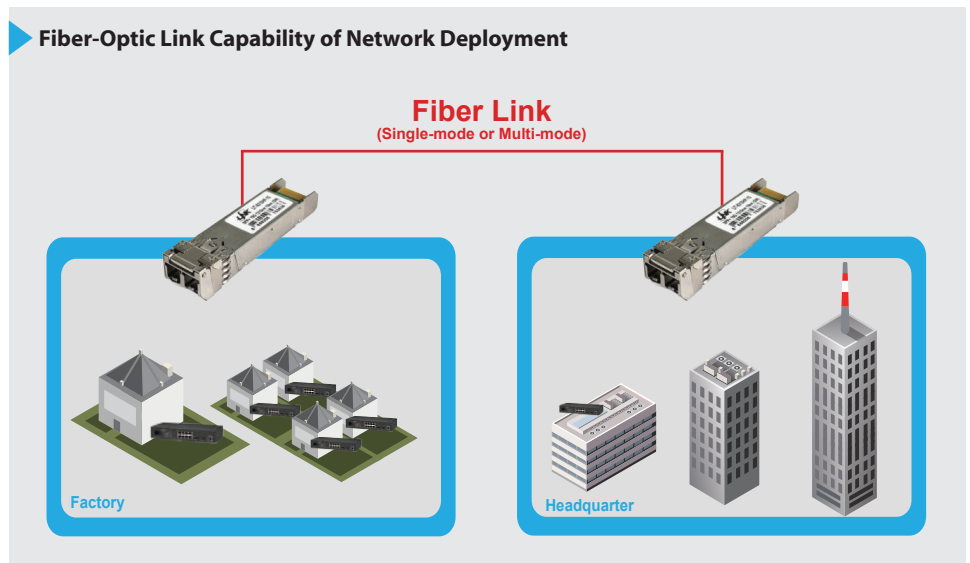 Fiber-Optic Link Capability of Network Deployment
Fiber Link
(Single-mode or Multi-mode)
Factory
Headquarter